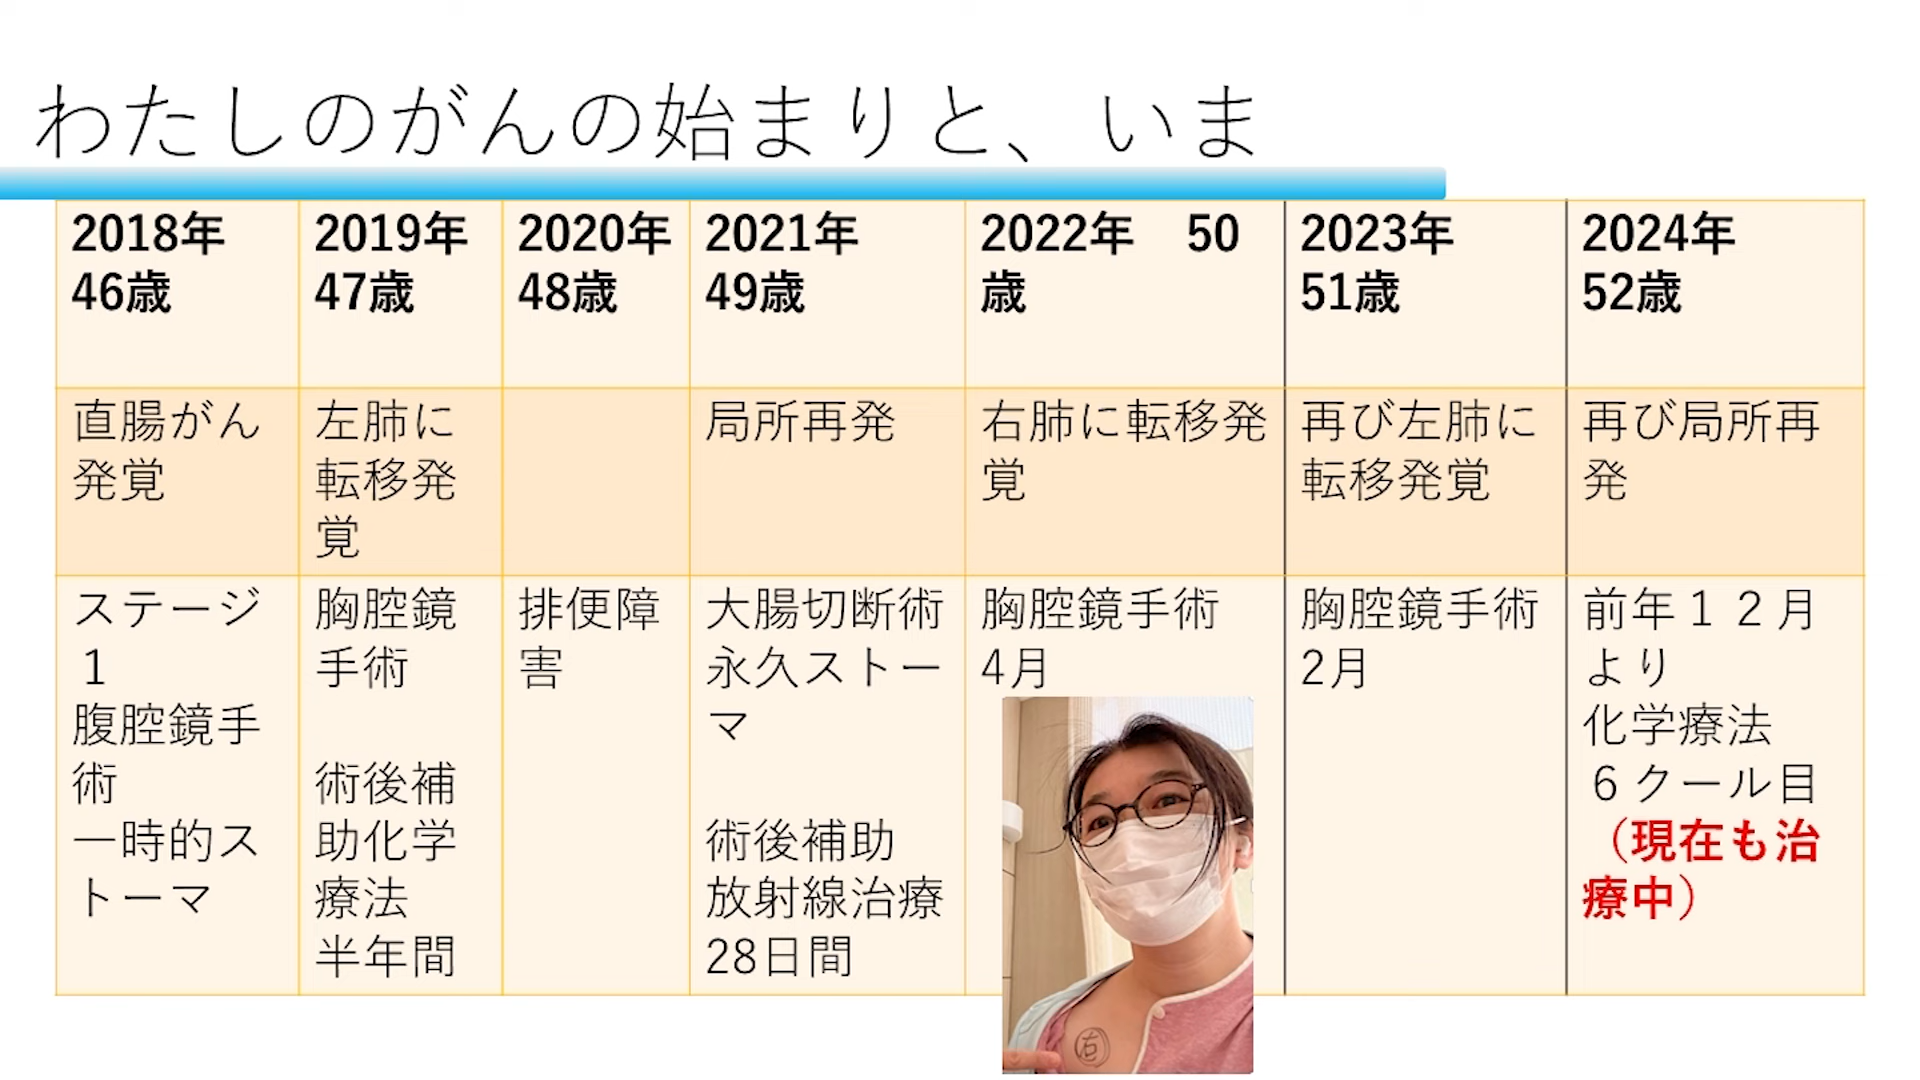 わたしのがんの始まりと、いま
2018年
46歳
2019年
47歳
2020年
48歳
2021年
49歳
2022年　50
歳
2023年
51歳
2024年
52歳
直腸がん
発覚
左肺に
転移発
覚
局所再発
右肺に転移発
覚
再び左肺に
転移発覚
再び局所再
発
ステージ
1
腹腔鏡手
術
一時的ス
トーマ
胸腔鏡
手術
術後補
助化学
療法
半年間
排便障
害
大腸切断術
永久ストー
マ
術後補助
放射線治療
28日間
胸腔鏡手術
4月
右
胸腔鏡手術
2月
前年１２月
より
化学療法
６クール目
（現在も治
療中）